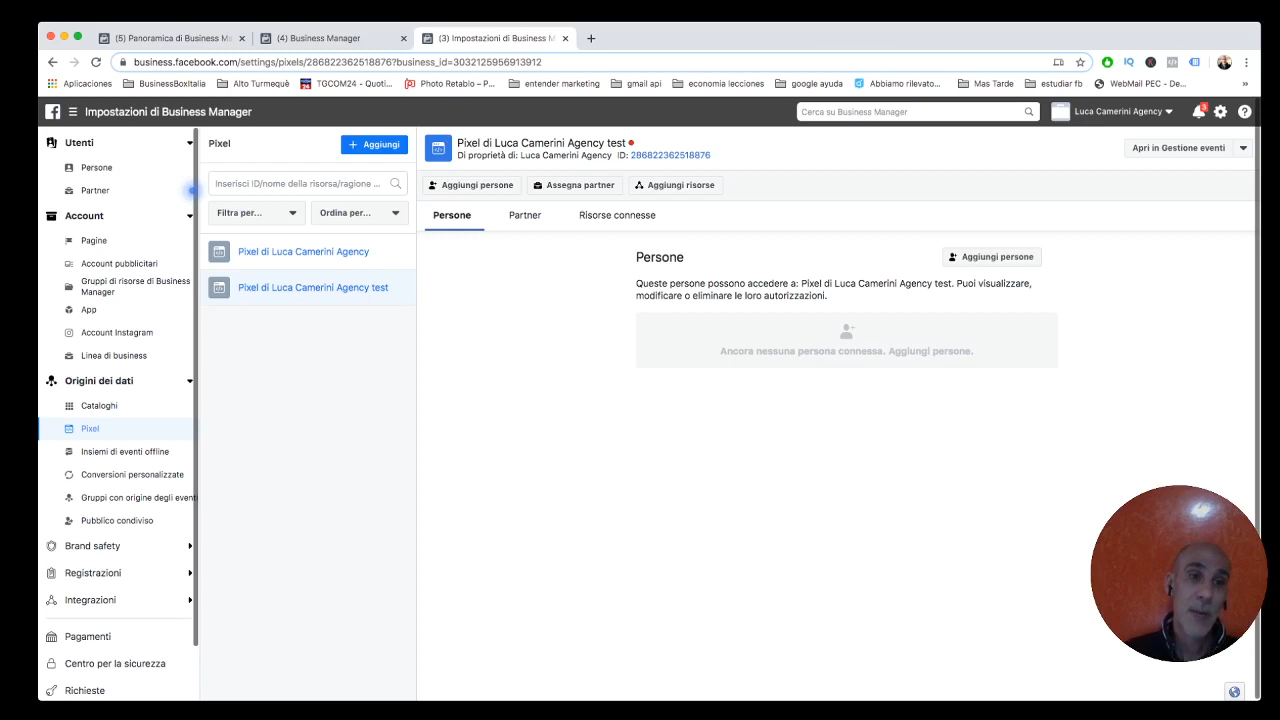 (5) Panoramica di Business M
(4) Business Manager
(3) Impostazioni di Business M
business.facebook.com/settings/pixels/286822362518876?business_id=3032125956913912
Aplicaciones
BusinessBoxItalia
Alto Turmequè
TGCOM24 - Quoti...
Photo Retablo – P...
entender marketing
gmail api
economia lecciones
google ayuda
Abbiamo rilevato...
Mas Tarde
estudiar fb
WebMail PEC - De...
»
Impostazioni di Business Manager
Cerca su Business Manager
Luca Camerini Agency
Utenti
Persone
Partner
Account
Pagine
Account pubblicitari
Gruppi di risorse di Business
Manager
App
Account Instagram
Linea di business
Origini dei dati
Cataloghi
Pixel
Insiemi di eventi offline
Conversioni personalizzate
Gruppi con origine degli event
Pubblico condiviso
Brand safety
Registrazioni
Integrazioni
Pagamenti
Centro per la sicurezza
Richieste
Pixel
+ Aggiungi
Inserisci ID/nome della risorsa/ragione ...
Filtra per...
Ordina per...
Pixel di Luca Camerini Agency
Pixel di Luca Camerini Agency test
Pixel di Luca Camerini Agency test
Di proprietà di: Luca Camerini Agency ID: 286822362518876
Apri in Gestione eventi
Aggiungi persone
Assegna partner
Aggiungi risorse
Persone
Partner
Risorse connesse
Persone
Aggiungi persone
Queste persone possono accedere a: Pixel di Luca Camerini Agency test. Puoi visualizzare,
modificare o eliminare le loro autorizzazioni.
Ancora nessuna persona connessa. Aggiungi persone.